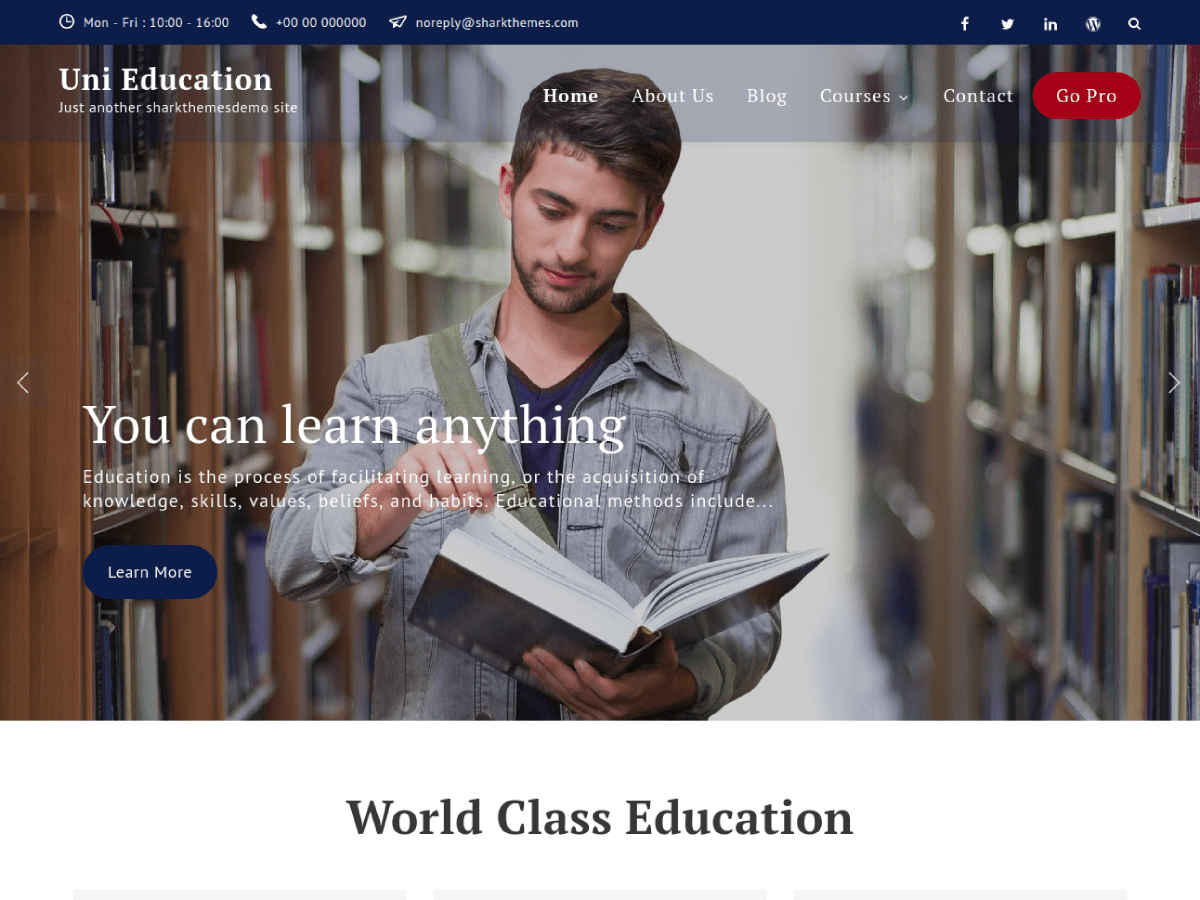 Mon - Fri : 10:00 - 16:00 +00 00 000000 noreply@sharkthemes.com
Uni Education
Just another sharkthemesdemo site
Home About Us Blog Courses Contact Go Pro
You can learn anything
Education is the process of facilitating learning, or the acquisition of
knowledge, skills, values, beliefs, and habits. Educational methods include...
Learn More
World Class Education